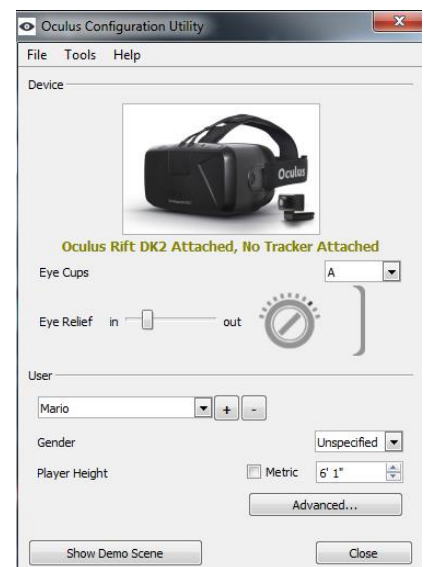 Oculus Configuration Utility
File Tools Help
Device
Oculus
Oculus Rift DK2 Attached, No Tracker Attached
Eye Cups A
Eye Relief in out
User
Mario + -
Gender Unspecified
Player Height Metric 6' 1"
Advanced...
Show Demo Scene Close